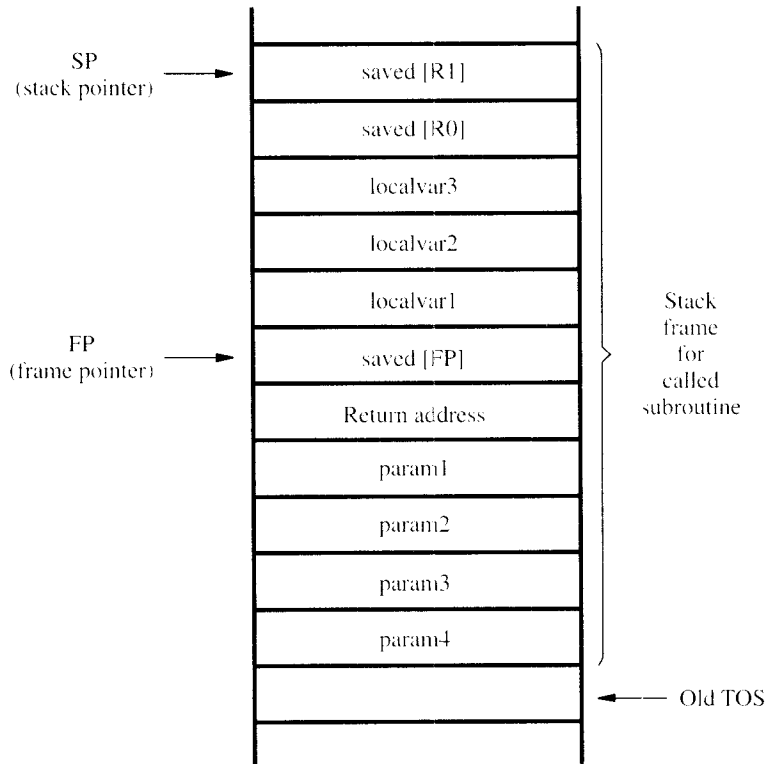 SP
(stack pointer)
saved [R1]
saved [R0]
localvar3
localvar2
localvar1
FP
(frame pointer)
saved [FP]
Return address
param1
param2
param3
param4
Stack
frame
for
called
subroutine
Old TOS